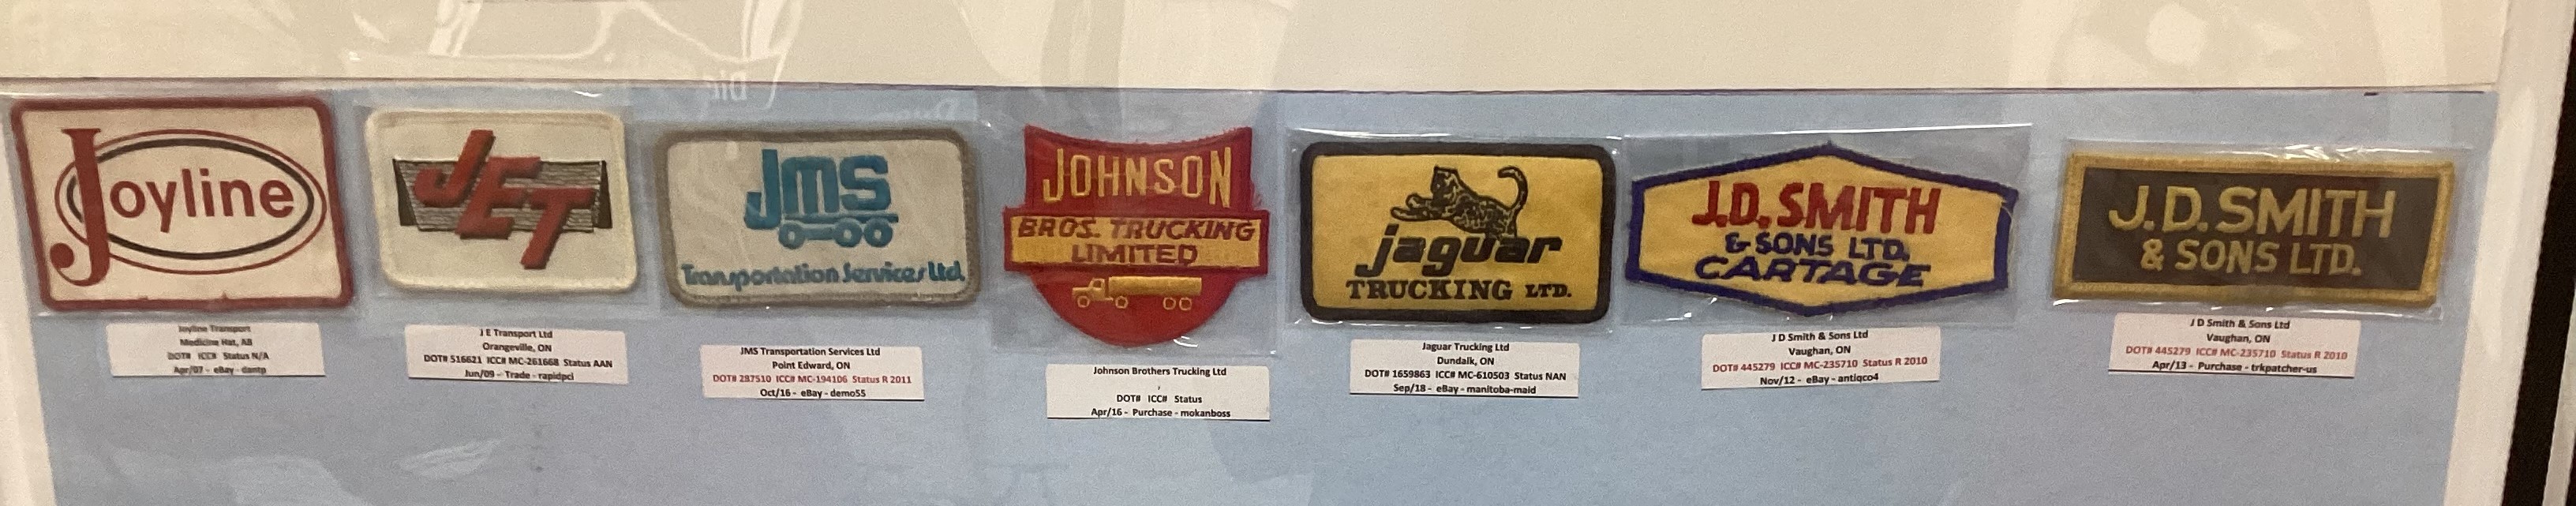 Joyline
Joyline Transport
Medicine Hat, AB
DOT# ICC# Status N/A
Apr/07 - eBay - dantp
JET
J E Transport Ltd
Orangeville, ON
DOT# 516621 ICC# MC-261668 Status AAN
Jun/09 - Trade - rapidpci
Jms
Transportation Services Ltd.
JMS Transportation Services Ltd
Point Edward, ON
DOT# 287510 ICC# MC-194106 Status R 2011
Oct/16 - eBay - demo55
JOHNSON
BROS. TRUCKING
LIMITED
Johnson Brothers Trucking Ltd
,
DOT# ICC# Status
Apr/16 - Purchase - mokanboss
jaguar
TRUCKING LTD.
Jaguar Trucking Ltd
Dundalk, ON
DOT# 1659863 ICC# MC-610503 Status NAN
Sep/18 - eBay - manitoba-maid
J.D. SMITH
& SONS LTD.
CARTAGE
J D Smith & Sons Ltd
Vaughan, ON
DOT# 445279 ICC# MC-235710 Status R 2010
Nov/12 - eBay - antiqco4
J.D. SMITH
& SONS LTD.
J D Smith & Sons Ltd
Vaughan, ON
DOT# 445279 ICC# MC-235710 Status R 2010
Apr/13 - Purchase - trkpatcher-us